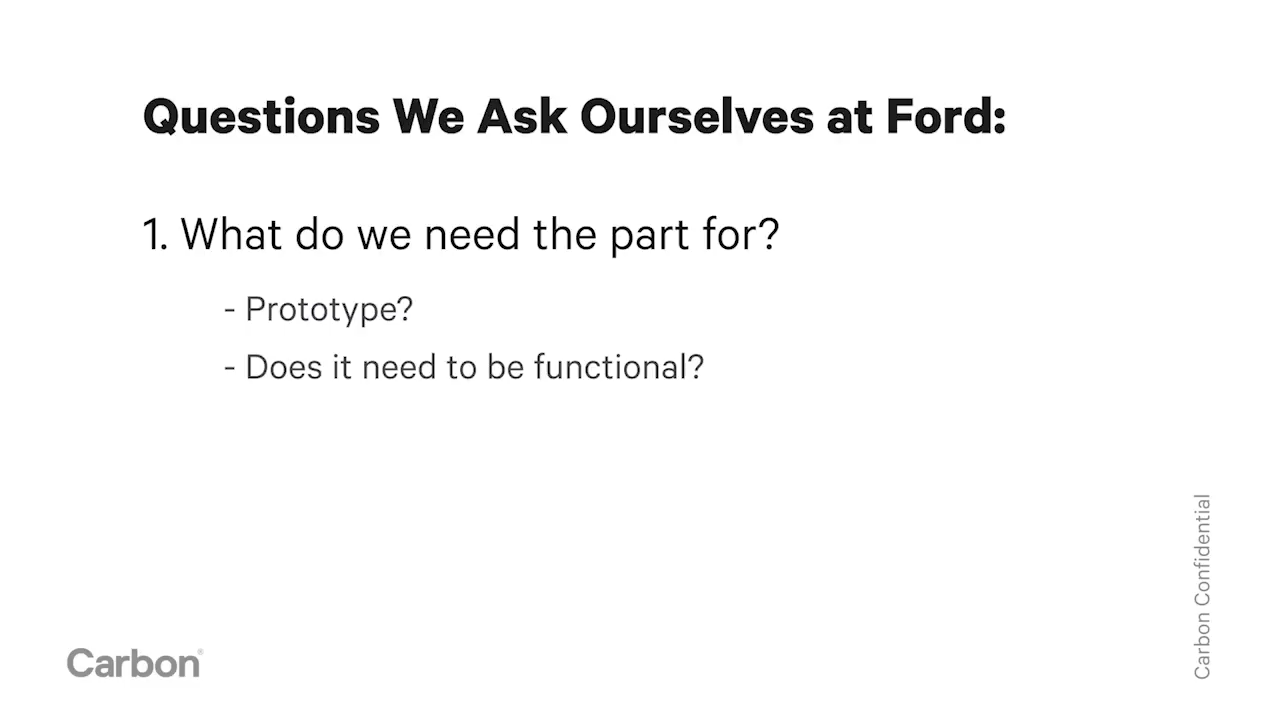 Questions We Ask Ourselves at Ford:
1. What do we need the part for?
- Prototype?
- Does it need to be functional?
Carbon®
Carbon Confidential